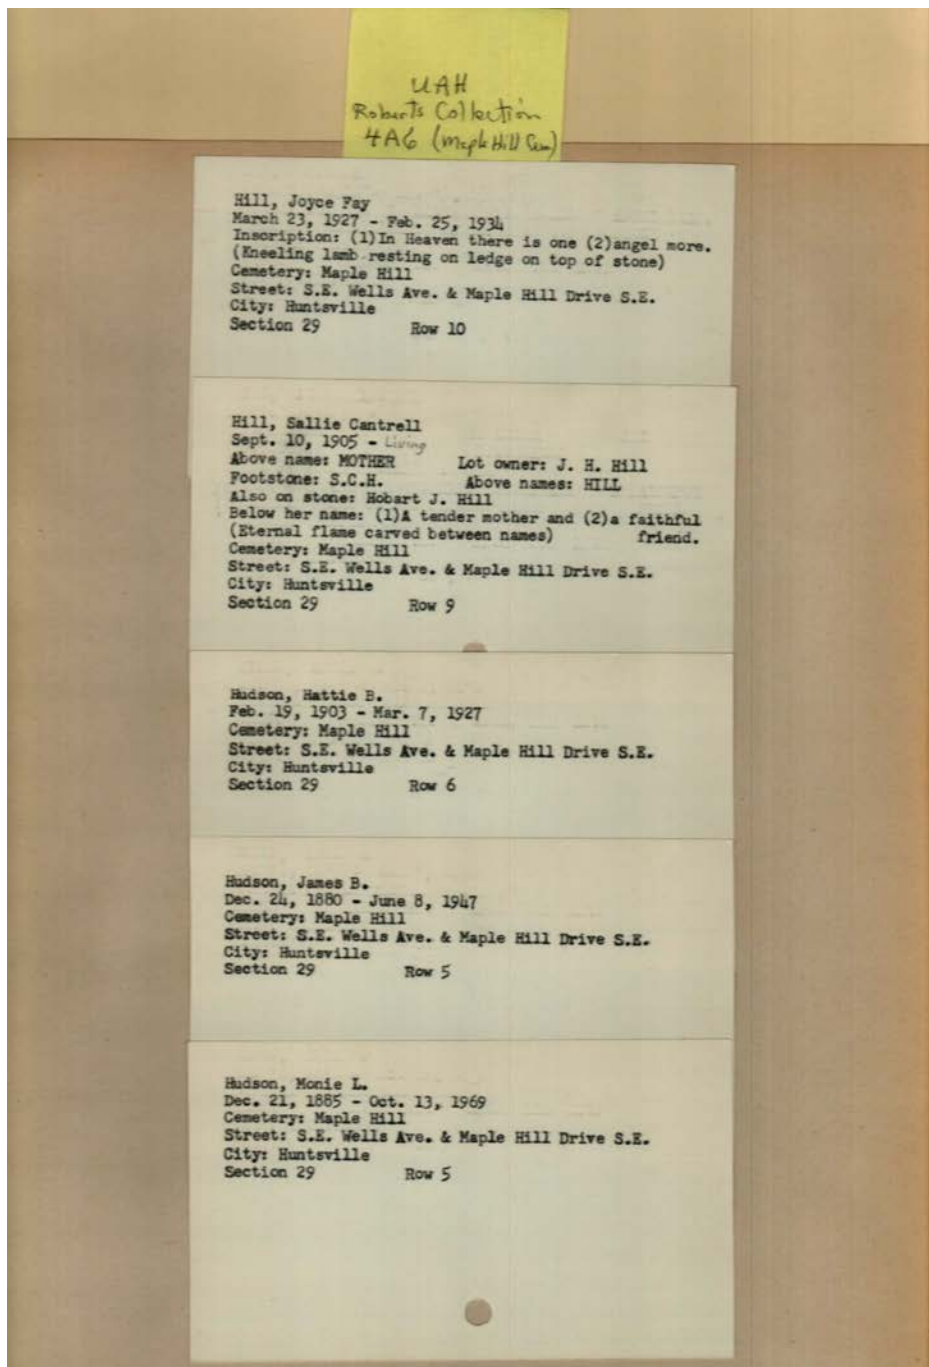 UAH
Roberts Collection
4A6 (Maple Hill Cem)
Hill, Joyce Fay
March 23, 1927 - Feb. 25, 1934
Inscription: (1)In Heaven there is one (2)angel more.
(Kneeling lamb resting on ledge on top of stone)
Cemetery: Maple Hill
Street: S.E. Wells Ave. & Maple Hill Drive S.E.
City: Huntsville
Section 29 Row 10
Hill, Sallie Cantrell
Sept. 10, 1905 - Living
Above name: MOTHER Lot owner: J. H. Hill
Footstone: S.C.H. Above names: HILL
Also on stone: Hobart J. Hill
Below her name: (1)A tender mother and (2)a faithful
(Eternal flame carved between names) friend.
Cemetery: Maple Hill
Street: S.E. Wells Ave. & Maple Hill Drive S.E.
City: Huntsville
Section 29 Row 9
Hudson, Hattie B.
Feb. 19, 1903 - Mar. 7, 1927
Cemetery: Maple Hill
Street: S.E. Wells Ave. & Maple Hill Drive S.E.
City: Huntsville
Section 29 Row 6
Hudson, James B.
Dec. 24, 1880 - June 8, 1947
Cemetery: Maple Hill
Street: S.E. Wells Ave. & Maple Hill Drive S.E.
City: Huntsville
Section 29 Row 5
Hudson, Monie L.
Dec. 21, 1885 - Oct. 13, 1969
Cemetery: Maple Hill
Street: S.E. Wells Ave. & Maple Hill Drive S.E.
City: Huntsville
Section 29 Row 5